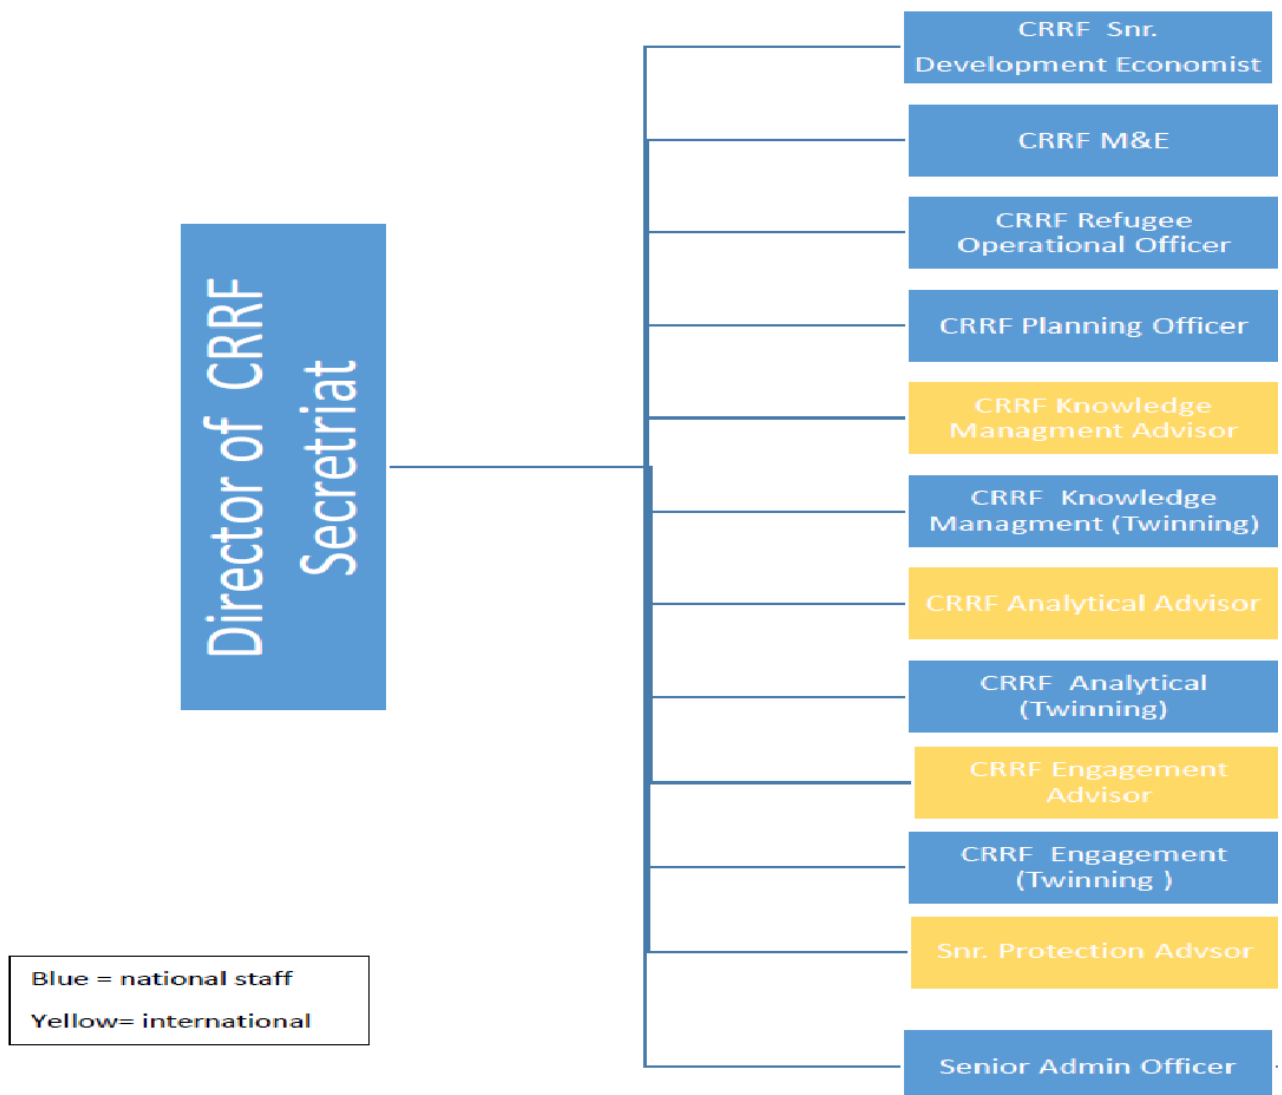 Director of CRRF
Secretriat
CRRF Snr.
Development Economist
CRRF M&E
CRRF Refugee
Operational Officer
CRRF Planning Officer
CRRF Knowledge
Managment Advisor
CRRF Knowledge
Managment (Twinning)
CRRF Analytical Advisor
CRRF Analytical
(Twinning)
CRRF Engagement
Advisor
CRRF Engagement
(Twinning )
Snr. Protection Advsor
Senior Admin Officer
Blue = national staff
Yellow= international